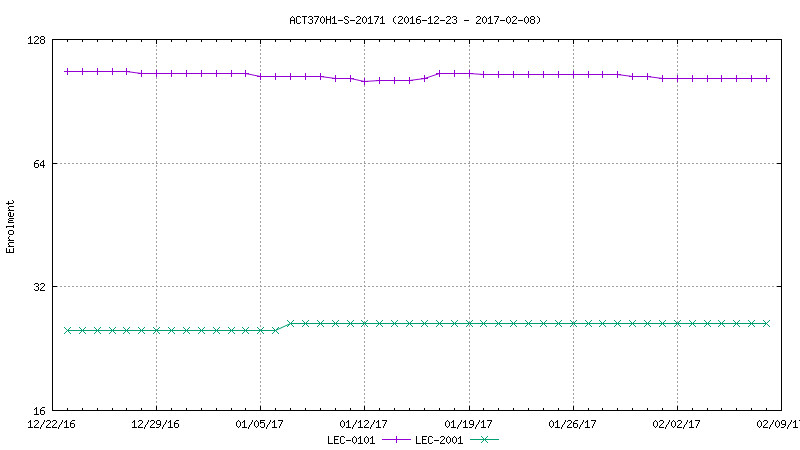 ACT370H1-S-20171 (2016-12-23 - 2017-02-08)
128
64
32
16
Enrolment
12/22/16 12/29/16 01/05/17 01/12/17 01/19/17 01/26/17 02/02/17 02/09/17
LEC-0101 LEC-2001